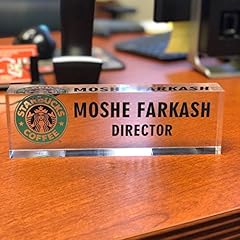 STARBUCKS
COFFEE
MOSHE FARKASH
DIRECTOR